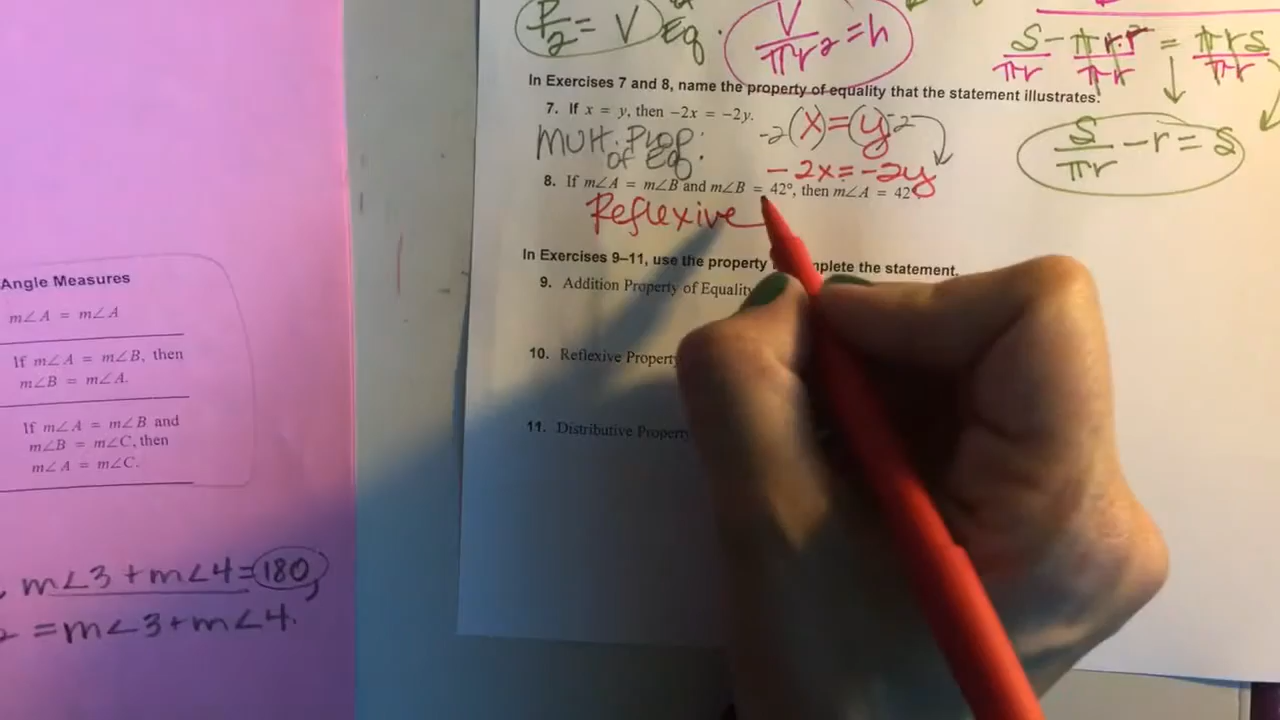 P/2 = V
Eq.
V/πr² = h
S/πr − πr·r/πr = πrs/πr
In Exercises 7 and 8, name the property of equality that the statement illustrates.
7. If x = y, then −2x = −2y.
-2(x)=(y)-2
Mult. Prop.
of Eq.
-2x = -2y
S/πr − r = s
8. If m∠A = m∠B and m∠B = 42°, then m∠A = 42
Reflexive
In Exercises 9–11, use the property mplete the statement.
9. Addition Property of Equality
10. Reflexive Property
11. Distributive Property
Angle Measures
m∠A = m∠A
If m∠A = m∠B, then
m∠B = m∠A.
If m∠A = m∠B and
m∠B = m∠C, then
m∠A = m∠C.
m∠3 + m∠4 = 180,
= m∠3 + m∠4.